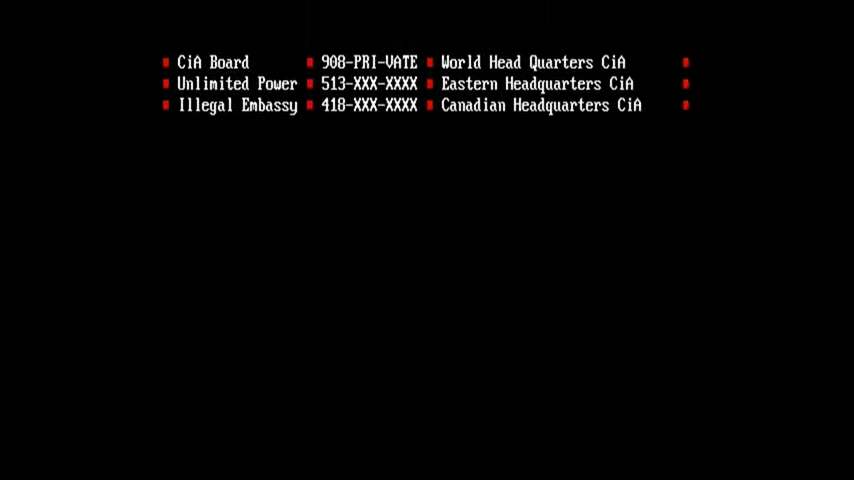 CiA Board 908-PRI-VATE World Head Quarters CiA
Unlimited Power 513-XXX-XXXX Eastern Headquarters CiA
Illegal Embassy 418-XXX-XXXX Canadian Headquarters CiA